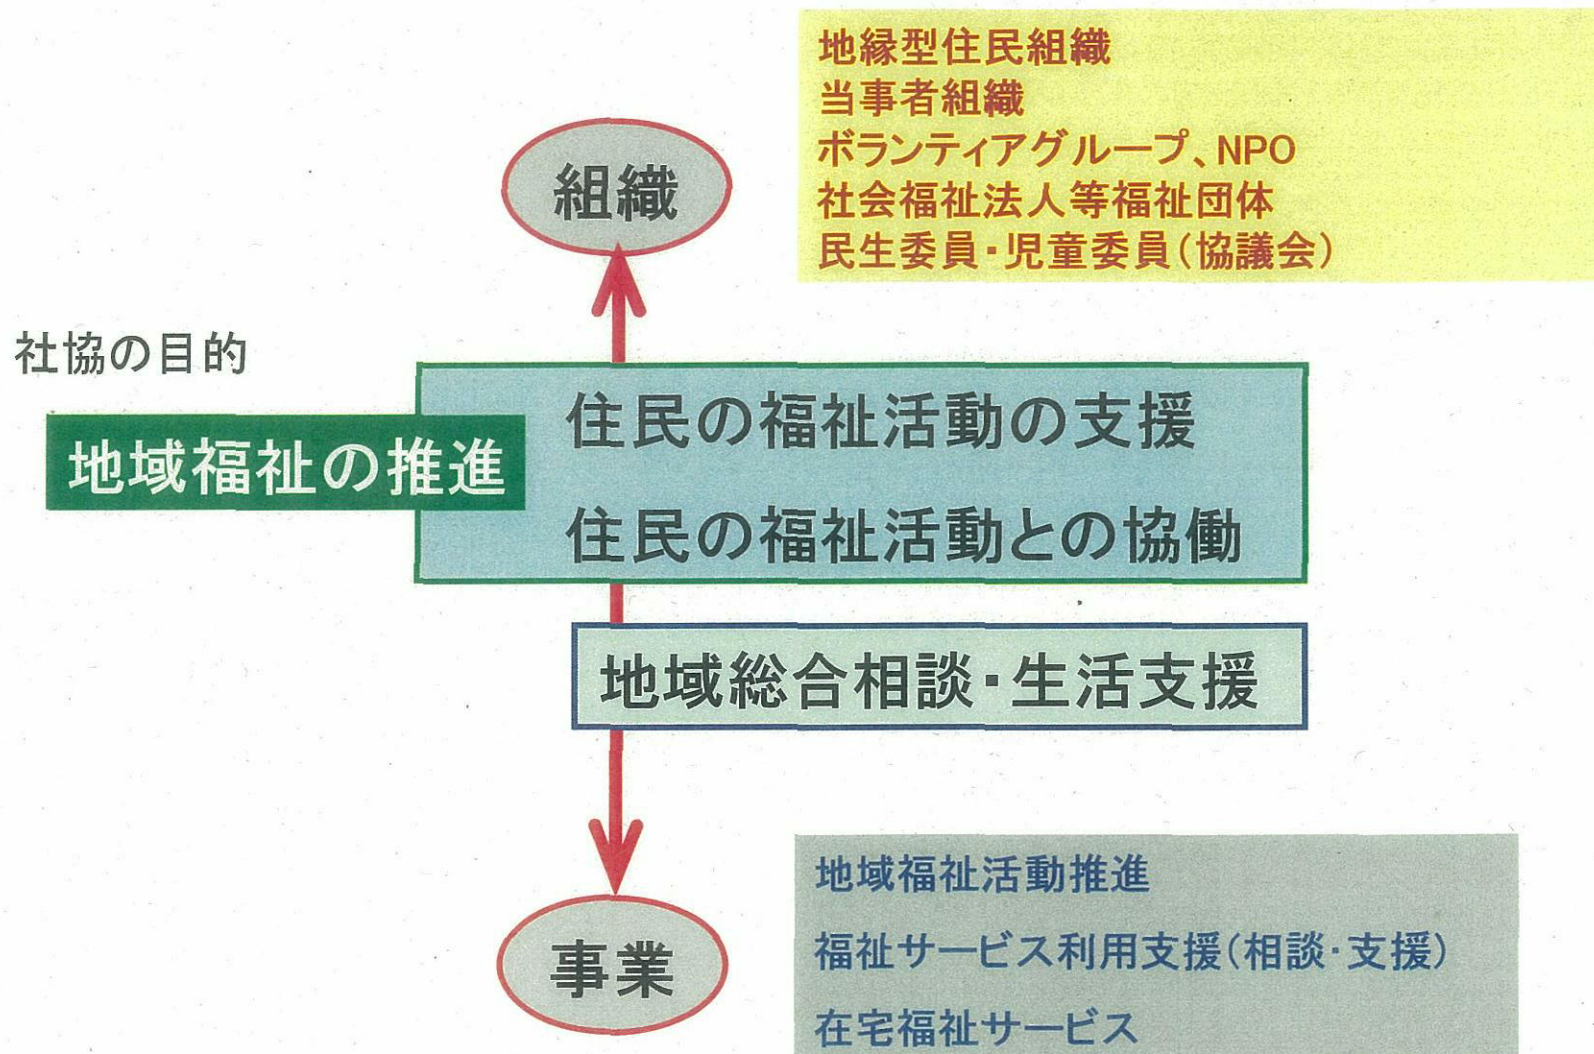 地縁型住民組織
当事者組織
ボランティアグループ、NPO
社会福祉法人等福祉団体
民生委員・児童委員(協議会)
組織
社協の目的
地域福祉の推進
住民の福祉活動の支援
住民の福祉活動との協働
地域総合相談・生活支援
事業
地域福祉活動推進
福祉サービス利用支援(相談・支援)
在宅福祉サービス